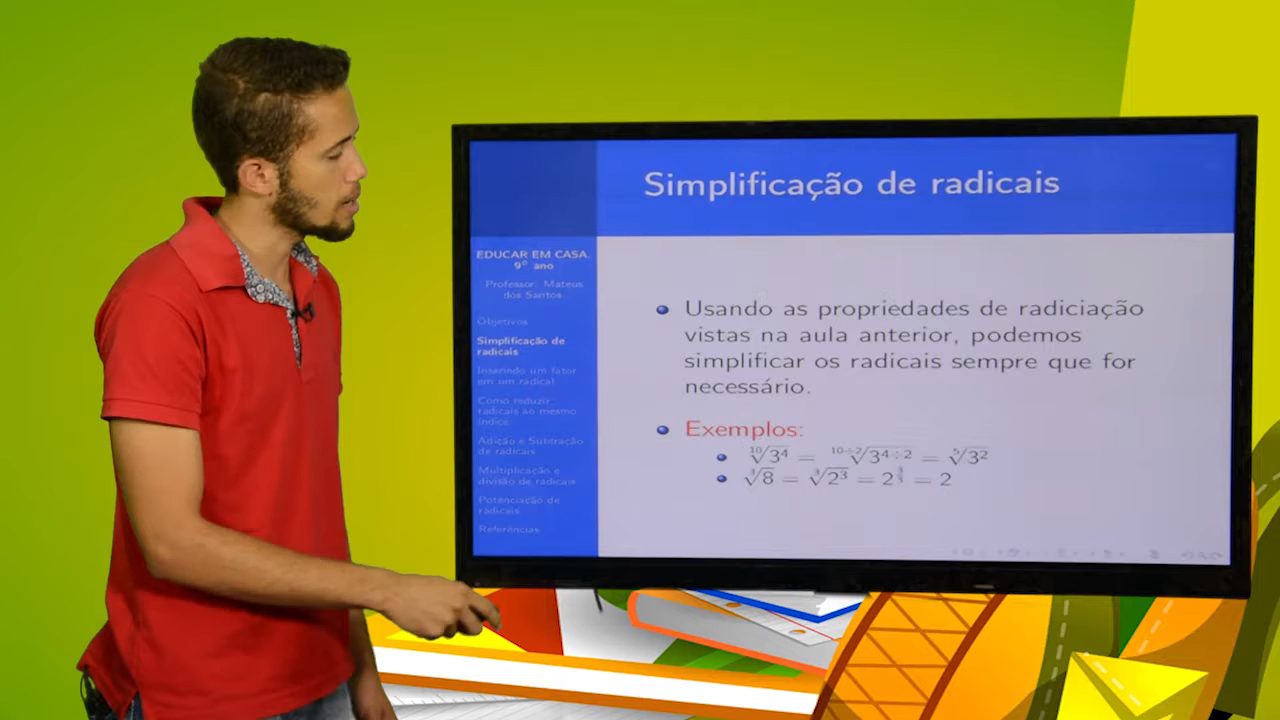 Simplificação de radicais
EDUCAR EM CASA.
9º ano
Professor: Mateus
dos Santos
Objetivos
Simplificação de
radicais
Inserindo um fator
em um radical
Como reduzir
radicais ao mesmo
índice
Adição e Subtração
de radicais
Multiplicação e
divisão de radicais
Potenciação de
radicais
Referências
Usando as propriedades de radiciação
vistas na aula anterior, podemos
simplificar os radicais sempre que for
necessário.
Exemplos:
¹⁰√3⁴ = ¹⁰÷²√3⁴÷² = ⁵√3²
³√8 = ³√2³ = 2^(3/3) = 2